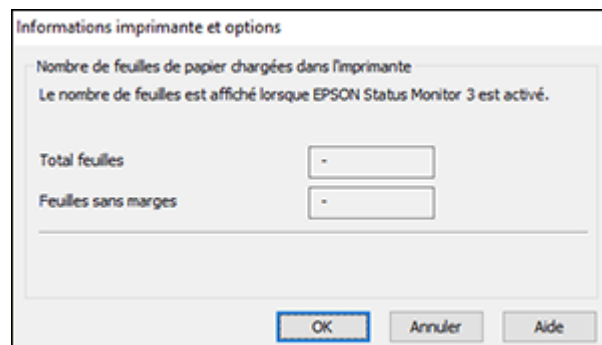 Informations imprimante et options
Nombre de feuilles de papier chargées dans l'imprimante
Le nombre de feuilles est affiché lorsque EPSON Status Monitor 3 est activé.
Total feuilles -
Feuilles sans marges -
OK Annuler Aide